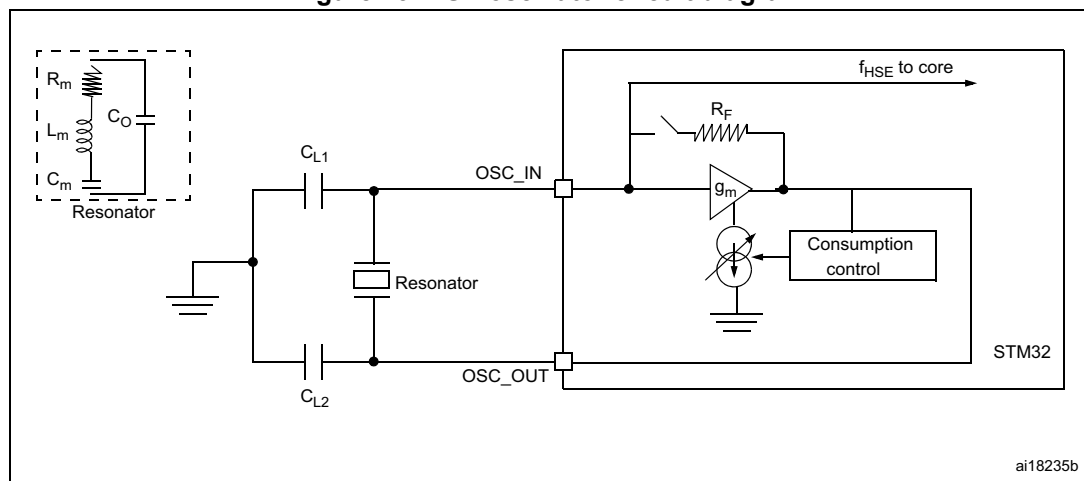 f_HSE to core
R_m
R_F
L_m
C_O
C_L1
OSC_IN
C_m
g_m
Resonator
Consumption
control
Resonator
STM32
OSC_OUT
C_L2
ai18235b